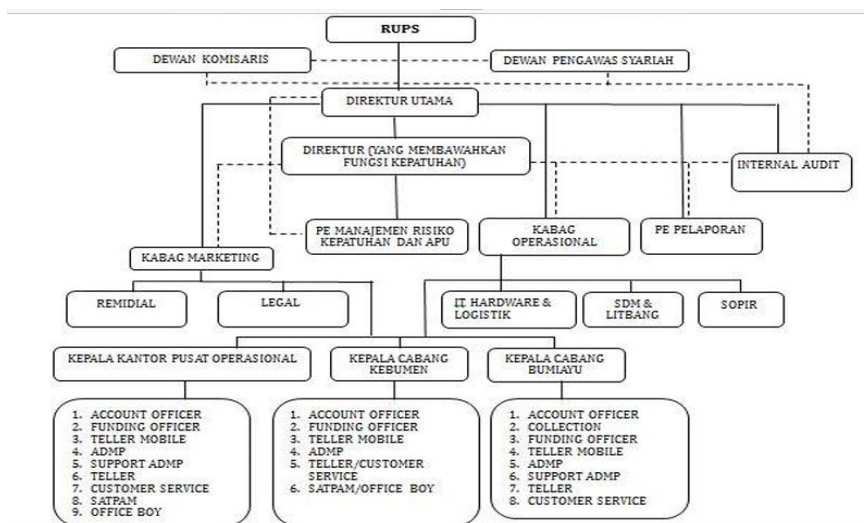 RUPS
DEWAN KOMISARIS
DEWAN PENGAWAS SYARIAH
DIREKTUR UTAMA
DIREKTUR (YANG MEMBAWAHKAN
FUNGSI KEPATUHAN)
INTERNAL AUDIT
PE MANAJEMEN RISIKO
KEPATUHAN DAN APU
KABAG
OPERASIONAL
PE PELAPORAN
KABAG MARKETING
REMIDIAL
LEGAL
IT HARDWARE &
LOGISTIK
SDM &
LITBANG
SOPIR
KEPALA KANTOR PUSAT OPERASIONAL
KEPALA CABANG
KEBUMEN
KEPALA CABANG
BUMIAYU
1. ACCOUNT OFFICER
2. FUNDING OFFICER
3. TELLER MOBILE
4. ADMP
5. SUPPORT ADMP
6. TELLER
7. CUSTOMER SERVICE
8. SATPAM
9. OFFICE BOY
1. ACCOUNT OFFICER
2. FUNDING OFFICER
3. TELLER MOBILE
4. ADMP
5. TELLER/CUSTOMER
SERVICE
6. SATPAM/OFFICE BOY
1. ACCOUNT OFFICER
2. COLLECTION
3. FUNDING OFFICER
4. TELLER MOBILE
5. ADMP
6. SUPPORT ADMP
7. TELLER
8. CUSTOMER SERVICE